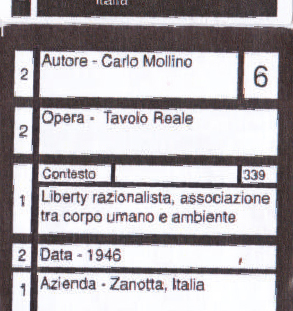 Italia
2 Autore - Carlo Mollino 6
2 Opera - Tavolo Reale
Contesto 339
1 Liberty razionalista, associazione
tra corpo umano e ambiente
2 Data - 1946
1 Azienda - Zanotta, Italia